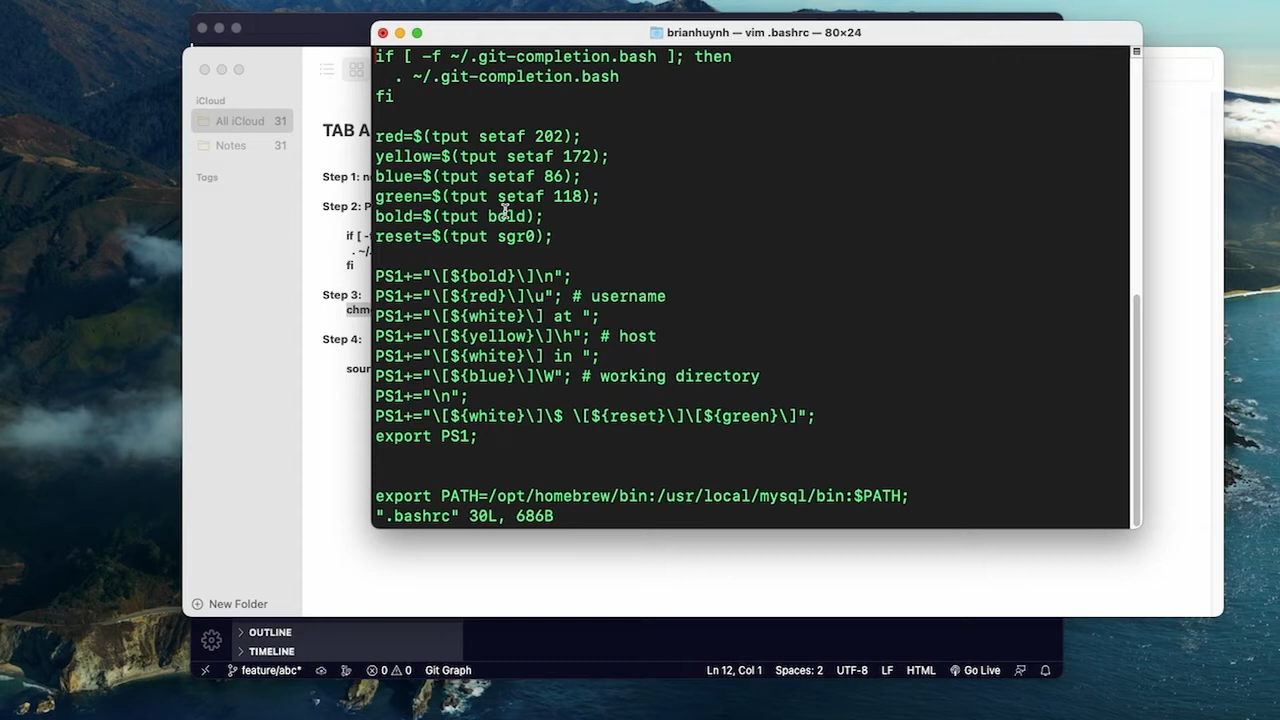 brianhuynh — vim .bashrc — 80×24
if [ -f ~/.git-completion.bash ]; then
. ~/.git-completion.bash
fi
red=$(tput setaf 202);
yellow=$(tput setaf 172);
blue=$(tput setaf 86);
green=$(tput setaf 118);
bold=$(tput bold);
reset=$(tput sgr0);
PS1+="\[${bold}\]\n";
PS1+="\[${red}\]\u"; # username
PS1+="\[${white}\] at ";
PS1+="\[${yellow}\]\h"; # host
PS1+="\[${white}\] in ";
PS1+="\[${blue}\]\W"; # working directory
PS1+="\n";
PS1+="\[${white}\]\$ \[${reset}\]\[${green}\]";
export PS1;
export PATH=/opt/homebrew/bin:/usr/local/mysql/bin:$PATH;
".bashrc" 30L, 686B
iCloud
All iCloud 31
Notes 31
Tags
New Folder
TAB
Step 1:
Step 2:
if [
. ~/
fi
Step 3:
Step 4:
OUTLINE
TIMELINE
feature/abc* 0 0 Git Graph Ln 12, Col 1 Spaces: 2 UTF-8 LF HTML Go Live